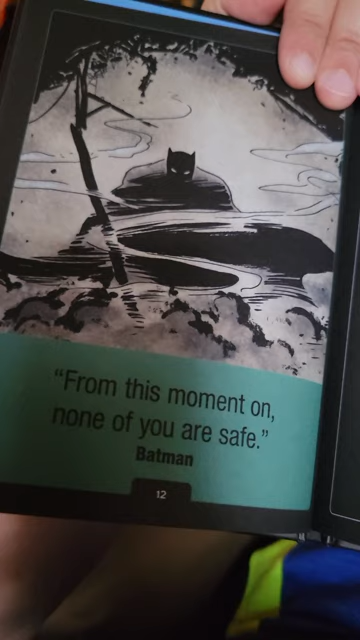 “From this moment on,
none of you are safe.”
Batman
12